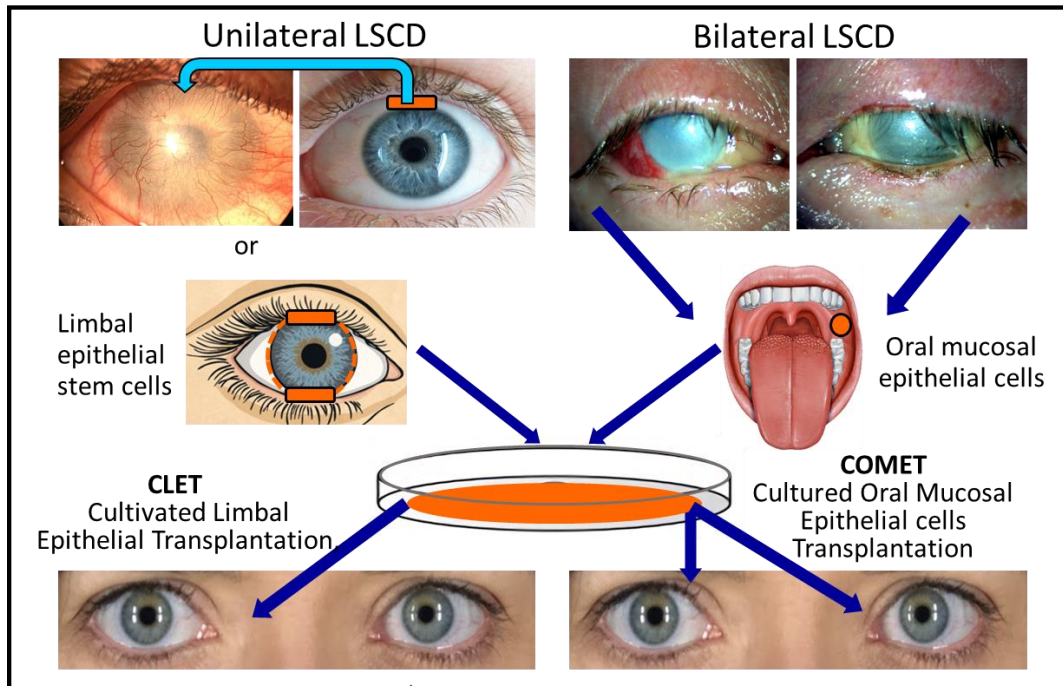 Unilateral LSCD
Bilateral LSCD
or
Limbal
epithelial
stem cells
Oral mucosal
epithelial cells
CLET
Cultivated Limbal
Epithelial Transplantation
COMET
Cultured Oral Mucosal
Epithelial cells
Transplantation